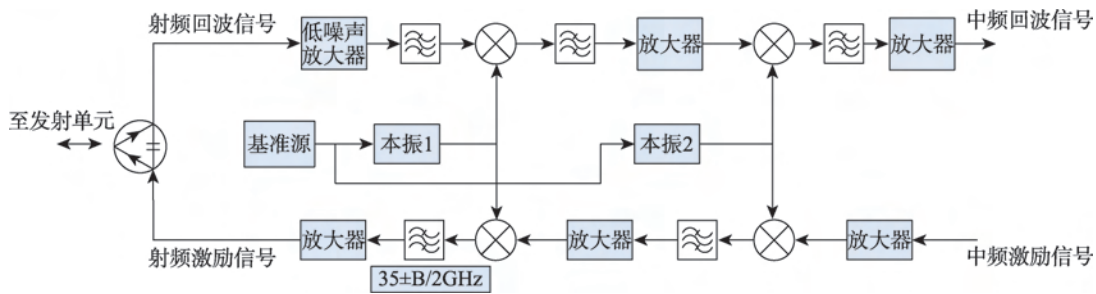 射频回波信号
低噪声
放大器
放大器
放大器
中频回波信号
至发射单元
基准源
本振1
本振2
射频激励信号
放大器
放大器
放大器
中频激励信号
35±B/2GHz